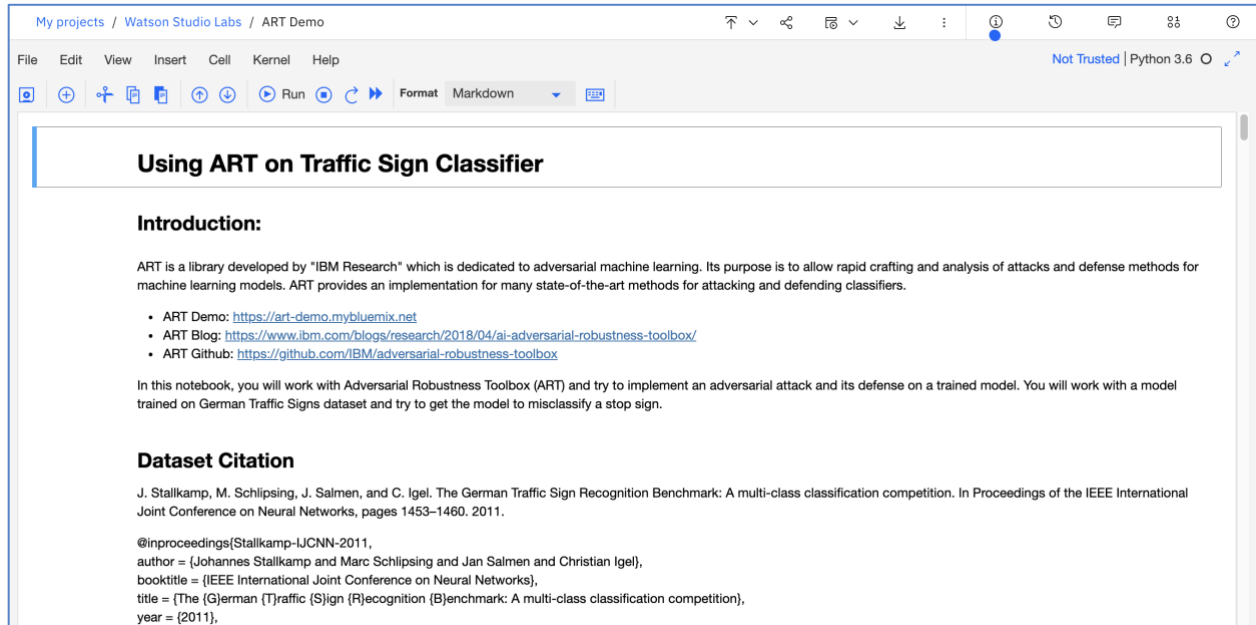 My projects / Watson Studio Labs / ART Demo
File Edit View Insert Cell Kernel Help
Not Trusted | Python 3.6
Run Format Markdown
Using ART on Traffic Sign Classifier
Introduction:
ART is a library developed by "IBM Research" which is dedicated to adversarial machine learning. Its purpose is to allow rapid crafting and analysis of attacks and defense methods for
machine learning models. ART provides an implementation for many state-of-the-art methods for attacking and defending classifiers.
• ART Demo: https://art-demo.mybluemix.net
• ART Blog: https://www.ibm.com/blogs/research/2018/04/ai-adversarial-robustness-toolbox/
• ART Github: https://github.com/IBM/adversarial-robustness-toolbox
In this notebook, you will work with Adversarial Robustness Toolbox (ART) and try to implement an adversarial attack and its defense on a trained model. You will work with a model
trained on German Traffic Signs dataset and try to get the model to misclassify a stop sign.
Dataset Citation
J. Stallkamp, M. Schlipsing, J. Salmen, and C. Igel. The German Traffic Sign Recognition Benchmark: A multi-class classification competition. In Proceedings of the IEEE International
Joint Conference on Neural Networks, pages 1453–1460. 2011.
@inproceedings{Stallkamp-IJCNN-2011,
author = {Johannes Stallkamp and Marc Schlipsing and Jan Salmen and Christian Igel},
booktitle = {IEEE International Joint Conference on Neural Networks},
title = {The {G}erman {T}raffic {S}ign {R}ecognition {B}enchmark: A multi-class classification competition},
year = {2011},